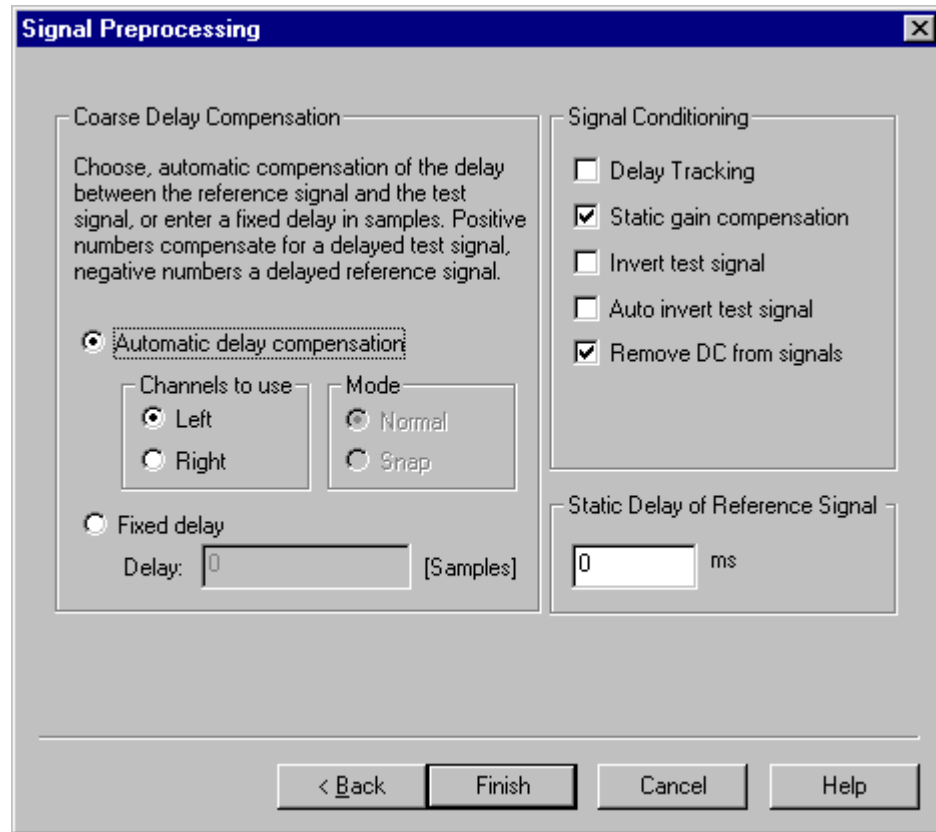 Signal Preprocessing
Coarse Delay Compensation
Choose, automatic compensation of the delay
between the reference signal and the test
signal, or enter a fixed delay in samples. Positive
numbers compensate for a delayed test signal,
negative numbers a delayed reference signal.
Automatic delay compensation
Channels to use
Left
Right
Mode
Normal
Snap
Fixed delay
Delay: 0 [Samples]
Signal Conditioning
Delay Tracking
Static gain compensation
Invert test signal
Auto invert test signal
Remove DC from signals
Static Delay of Reference Signal
0 ms
< Back Finish Cancel Help